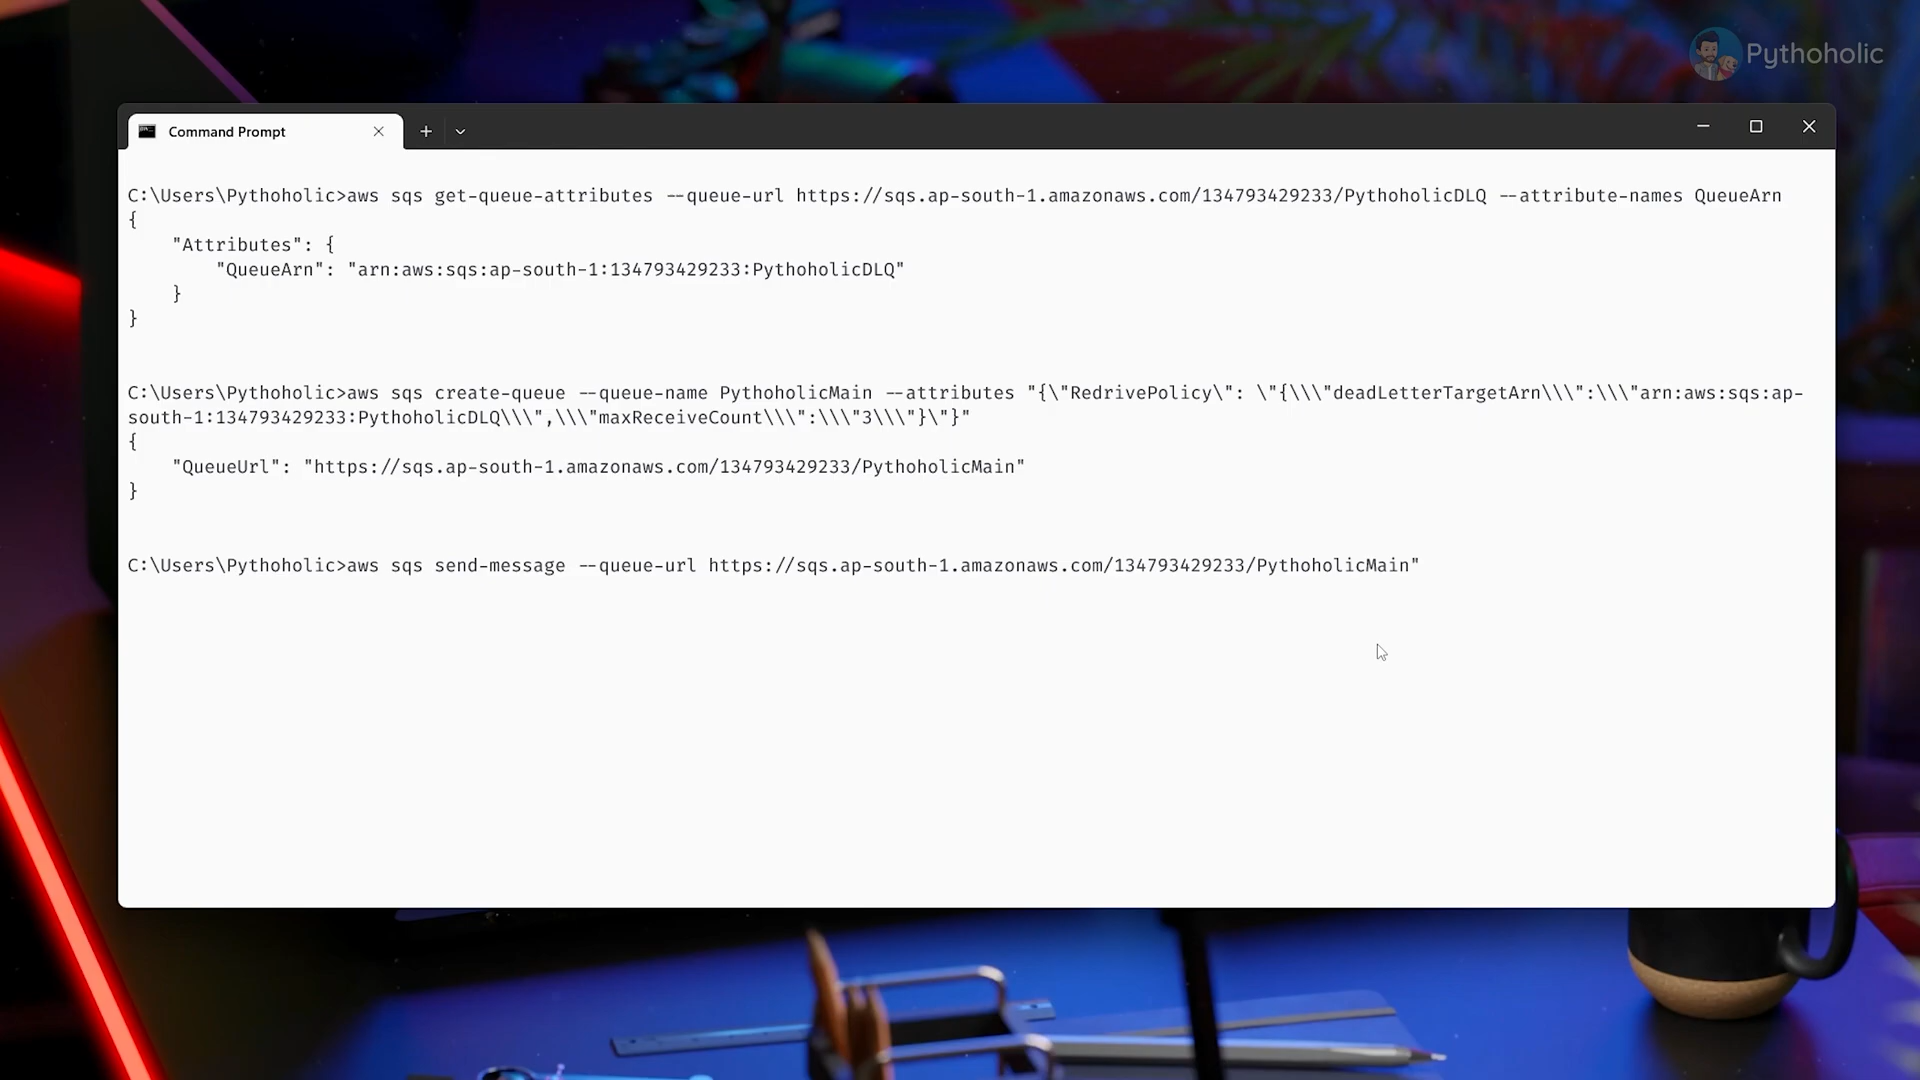 Pythoholic
Command Prompt
C:\Users\Pythoholic>aws sqs get-queue-attributes --queue-url https://sqs.ap-south-1.amazonaws.com/134793429233/PythoholicDLQ --attribute-names QueueArn
{
    "Attributes": {
        "QueueArn": "arn:aws:sqs:ap-south-1:134793429233:PythoholicDLQ"
    }
}
C:\Users\Pythoholic>aws sqs create-queue --queue-name PythoholicMain --attributes "{\"RedrivePolicy\": \"{\\\"deadLetterTargetArn\\\":\\\"arn:aws:sqs:ap-
south-1:134793429233:PythoholicDLQ\\\",\\\"maxReceiveCount\\\":\\\"3\\\"}\"}"
{
    "QueueUrl": "https://sqs.ap-south-1.amazonaws.com/134793429233/PythoholicMain"
}
C:\Users\Pythoholic>aws sqs send-message --queue-url https://sqs.ap-south-1.amazonaws.com/134793429233/PythoholicMain"